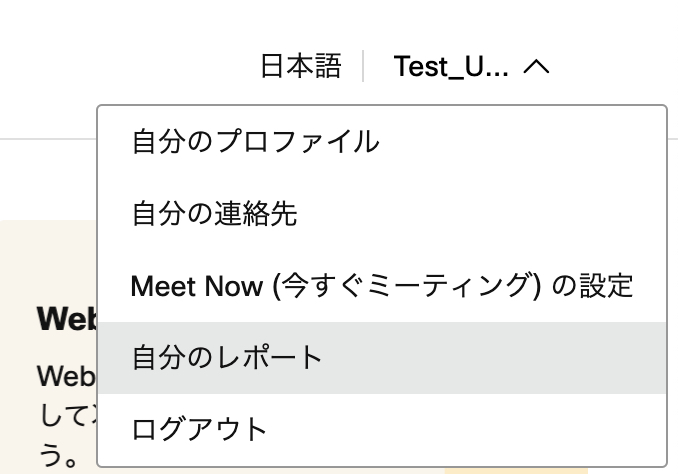 日本語
Test_U...
自分のプロファイル
自分の連絡先
Meet Now (今すぐミーティング) の設定
自分のレポート
ログアウト
Web
Web
して
う。